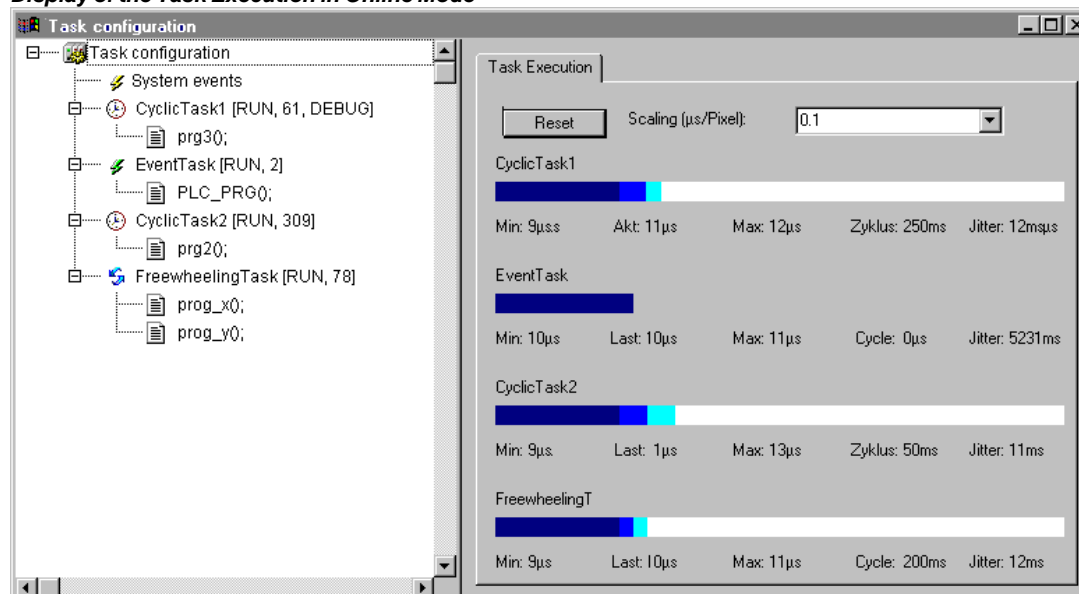 Display of the Task Execution in Online Mode
Task configuration
Task configuration
System events
CyclicTask1 [RUN, 61, DEBUG]
prg3();
EventTask [RUN, 2]
PLC_PRG();
CyclicTask2 [RUN, 309]
prg2();
FreewheelingTask [RUN, 78]
prog_x();
prog_y();
Task Execution
Reset Scaling (µs/Pixel): 0.1
CyclicTask1
Min: 9µs.s Akt: 11µs Max: 12µs Zyklus: 250ms Jitter: 12msµs
EventTask
Min: 10µs Last: 10µs Max: 11µs Cycle: 0µs Jitter: 5231ms
CyclicTask2
Min: 9µs. Last: 1µs Max: 13µs Zyklus: 50ms Jitter: 11ms
FreewheelingT
Min: 9µs Last: 10µs Max: 11µs Cycle: 200ms Jitter: 12ms